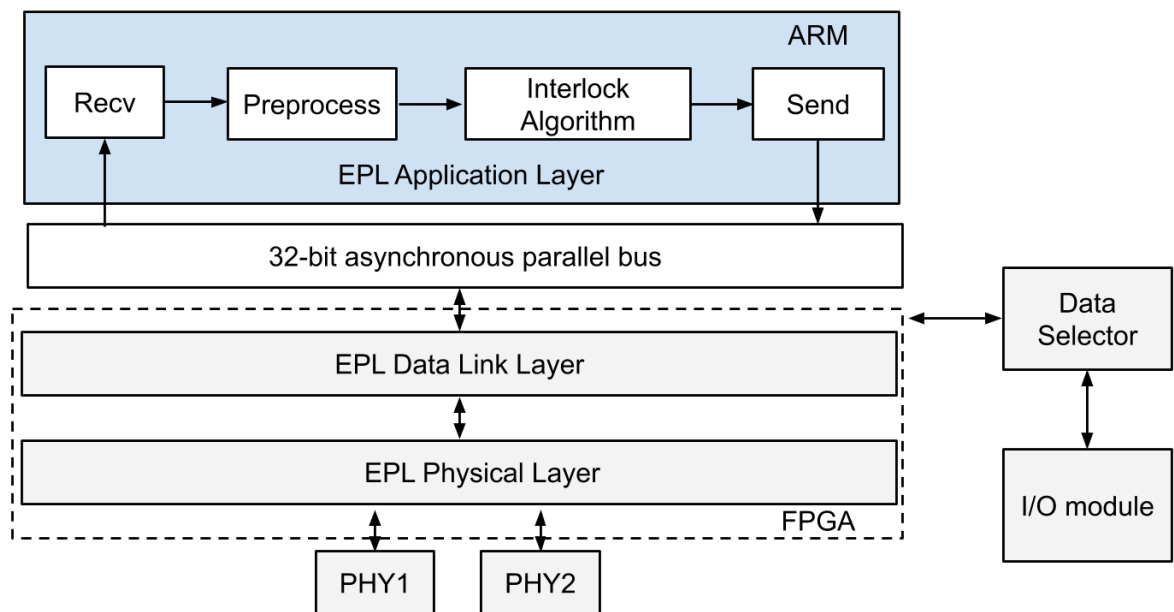 ARM
Recv
Preprocess
Interlock
Algorithm
Send
EPL Application Layer
32-bit asynchronous parallel bus
Data
Selector
EPL Data Link Layer
EPL Physical Layer
I/O module
FPGA
PHY1
PHY2